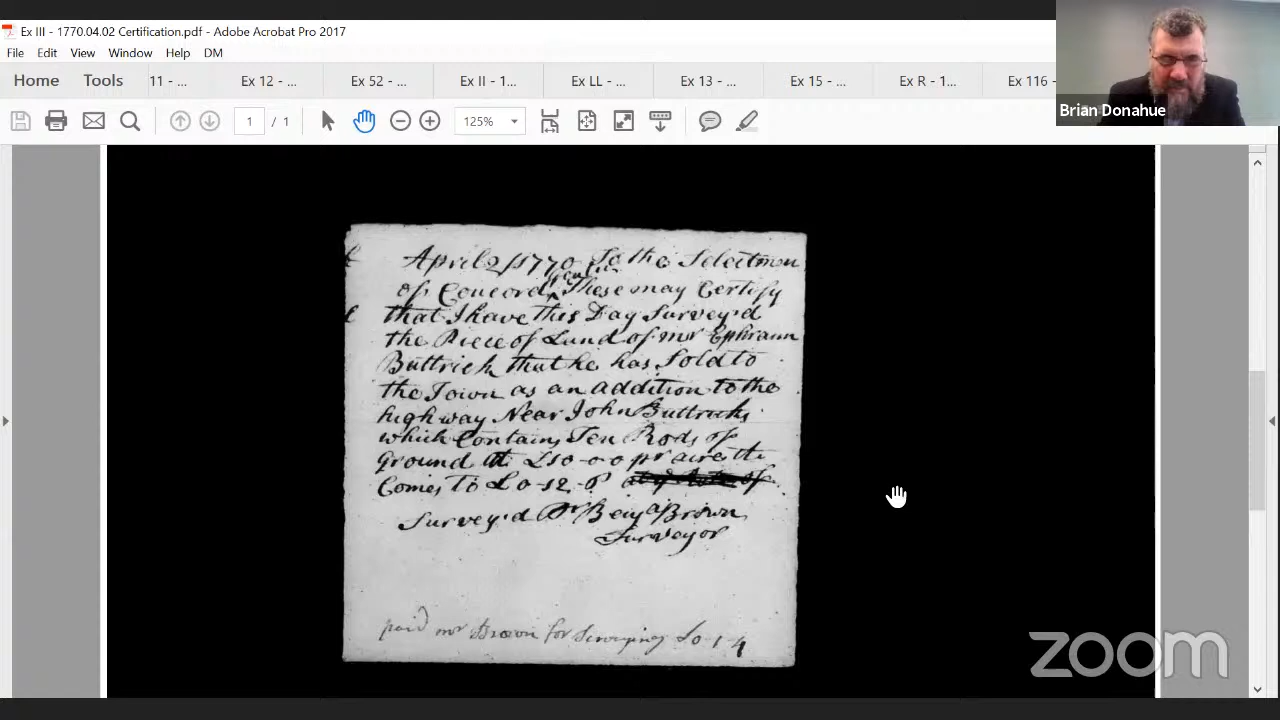 Ex III - 1770.04.02 Certification.pdf - Adobe Acrobat Pro 2017
File Edit View Window Help DM
Home Tools 11 - ... Ex 12 - ... Ex 52 - ... Ex II - 1... Ex LL - ... Ex 13 - ... Ex 15 - ... Ex R - 1... Ex 116 -
1 / 1 125%
Brian Donahue
April 2 1770 To the Selectmen
of Concord These may Certify
that I have this Day Survey'd
the Piece of Land of mr Ephraim
Buttrick that he has Sold to
the Town as an addition to the
highway Near John Buttricks
which Contains Ten Rods of
Ground at £10-0-0 pr acre
Comes To £0-12-6
Survey'd Pr Benja Brown
Surveyor
paid mr Brown for Surveying £0-1-4
zoom